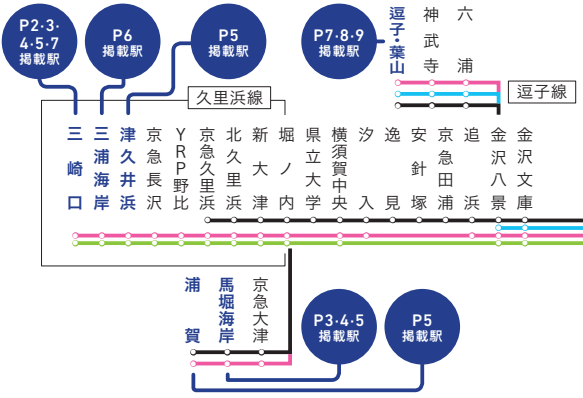 P2・3・
4・5・7
掲載駅
P6
掲載駅
P5
掲載駅
P7・8・9
掲載駅
逗子・葉山
神武寺
六浦
逗子線
久里浜線
三崎口
三浦海岸
津久井浜
京急長沢
YRP野比
京急久里浜
北久里浜
新大津
堀ノ内
県立大学
横須賀中央
汐入
逸見
安針塚
京急田浦
追浜
金沢八景
金沢文庫
浦賀
馬堀海岸
京急大津
P3・4・5
掲載駅
P5
掲載駅